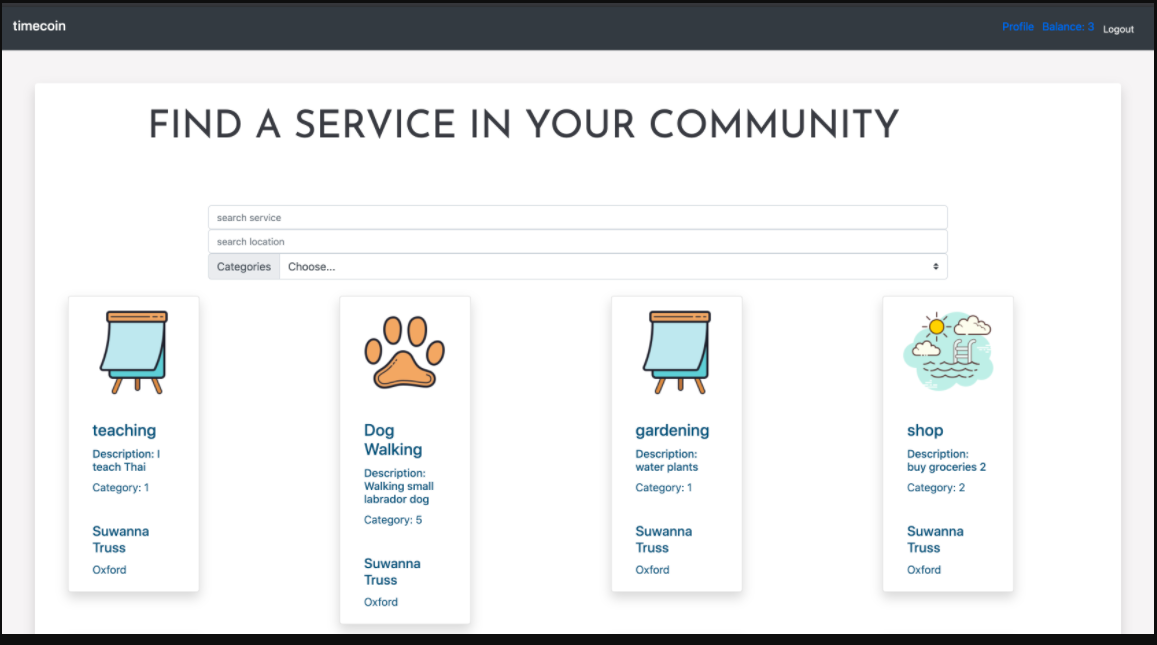 timecoin
Profile Balance: 3 Logout
FIND A SERVICE IN YOUR COMMUNITY
search service
search location
Categories Choose...
teaching
Description: I
teach Thai
Category: 1
Suwanna
Truss
Oxford
Dog
Walking
Description:
Walking small
labrador dog
Category: 5
Suwanna
Truss
Oxford
gardening
Description:
water plants
Category: 1
Suwanna
Truss
Oxford
shop
Description:
buy groceries 2
Category: 2
Suwanna
Truss
Oxford